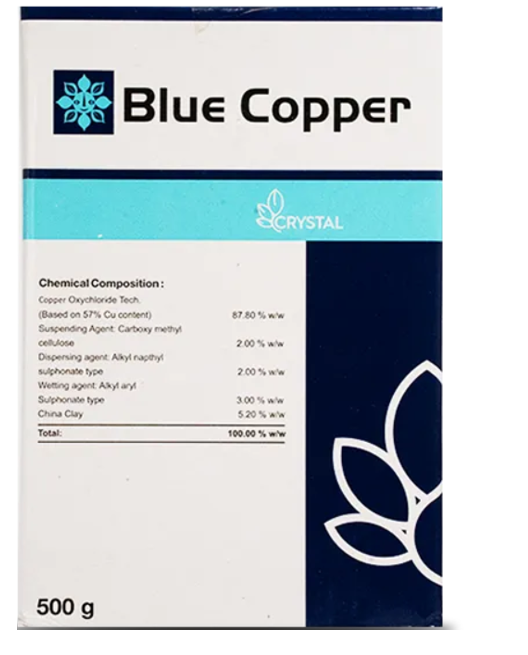 Blue Copper
CRYSTAL
Chemical Composition :
Copper Oxychloride Tech.
(Based on 57% Cu content) 87.80 % w/w
Suspending Agent: Carboxy methyl
cellulose 2.00 % w/w
Dispersing agent: Alkyl napthyl
sulphonate type 2.00 % w/w
Wetting agent: Alkyl aryl
Sulphonate type 3.00 % w/w
China Clay 5.20 % w/w
Total: 100.00 % w/w
500 g